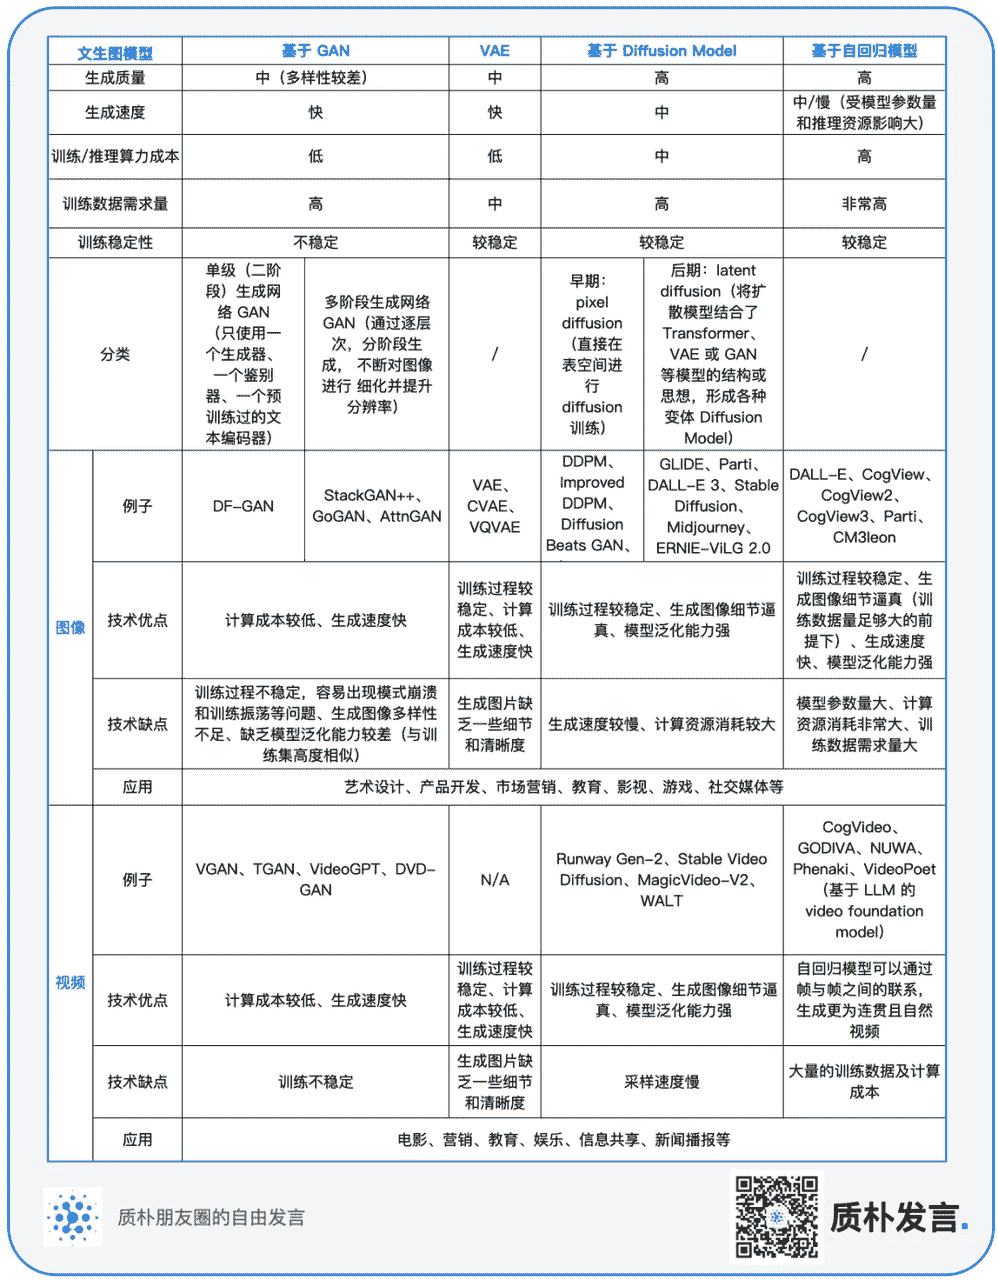 文生图模型
基于 GAN
VAE
基于 Diffusion Model
基于自回归模型
生成质量
中（多样性较差）
中
高
高
生成速度
快
快
中
中/慢（受模型参数量
和推理资源影响大）
训练/推理算力成本
低
低
中
高
训练数据需求量
高
中
高
非常高
训练稳定性
不稳定
较稳定
较稳定
较稳定
分类
单级（二阶
段）生成网
络 GAN
（只使用一
个生成器、
一个鉴别
器、一个预
训练过的文
本编码器）
多阶段生成网络
GAN（通过逐层
次，分阶段生
成， 不断对图像
进行 细化并提升
分辨率）
/
早期：
pixel
diffusion
（直接在
表空间进
行
diffusion
训练）
后期：latent
diffusion（将扩
散模型结合了
Transformer、
VAE 或 GAN
等模型的结构或
思想，形成各种
变体 Diffusion
Model）
/
图像
例子
DF-GAN
StackGAN++、
GoGAN、AttnGAN
VAE、
CVAE、
VQVAE
DDPM、
Improved
DDPM、
Diffusion
Beats GAN、
GLIDE、Parti、
DALL-E 3、Stable
Diffusion、
Midjourney、
ERNIE-ViLG 2.0
DALL-E、CogView、
CogView2、
CogView3、Parti、
CM3leon
技术优点
计算成本较低、生成速度快
训练过程较
稳定、计算
成本较低、
生成速度快
训练过程较稳定、生成图像细节逼
真、模型泛化能力强
训练过程较稳定、生
成图像细节逼真（训
练数据量足够大的前
提下）、生成速度
快、模型泛化能力强
技术缺点
训练过程不稳定，容易出现模式崩溃
和训练振荡等问题、生成图像多样性
不足、缺乏模型泛化能力较差（与训
练集高度相似）
生成图片缺
乏一些细节
和清晰度
生成速度较慢、计算资源消耗较大
模型参数量大、计算
资源消耗非常大、训
练数据需求量大
应用
艺术设计、产品开发、市场营销、教育、影视、游戏、社交媒体等
视频
例子
VGAN、TGAN、VideoGPT、DVD-
GAN
N/A
Runway Gen-2、Stable Video
Diffusion、MagicVideo-V2、
WALT
CogVideo、
GODIVA、NUWA、
Phenaki、VideoPoet
（基于 LLM 的
video foundation
model）
技术优点
计算成本较低、生成速度快
训练过程较
稳定、计算
成本较低、
生成速度快
训练过程较稳定、生成图像细节逼
真、模型泛化能力强
自回归模型可以通过
帧与帧之间的联系，
生成更为连贯且自然
视频
技术缺点
训练不稳定
生成图片缺
乏一些细节
和清晰度
采样速度慢
大量的训练数据及计算
成本
应用
电影、营销、教育、娱乐、信息共享、新闻播报等
质朴朋友圈的自由发言
质朴发言.